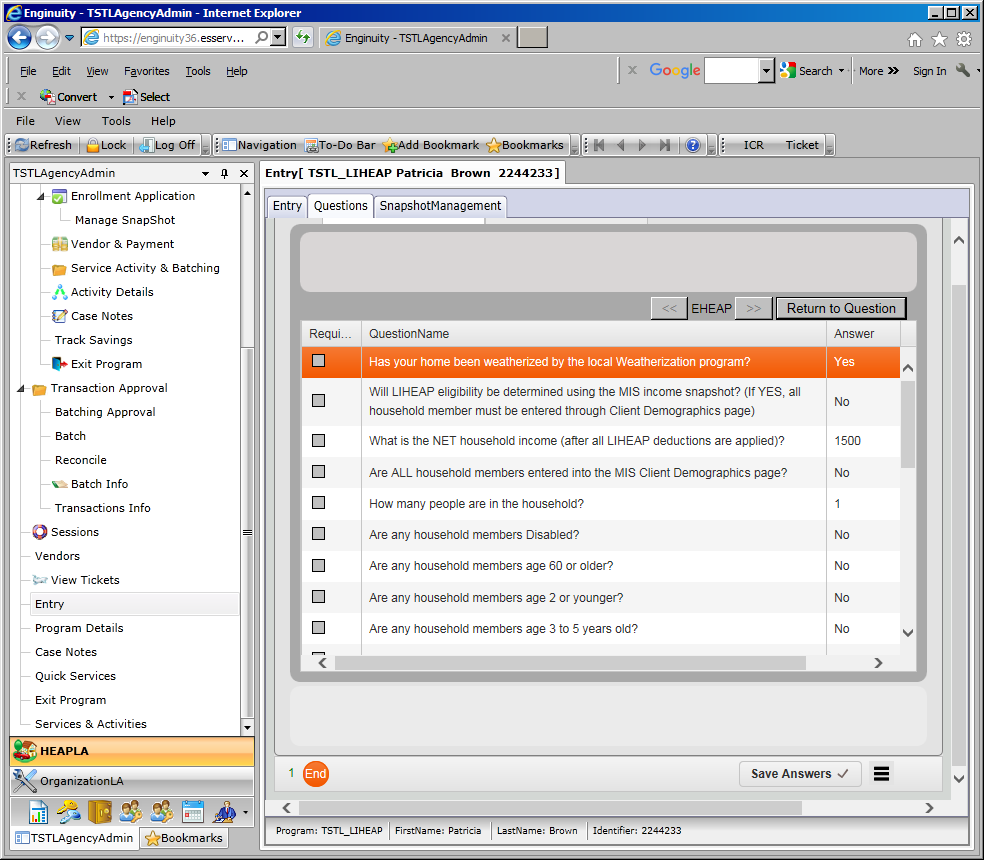 Enginuity - TSTLAgencyAdmin - Internet Explorer
https://enginuity36.esserv...
Enginuity - TSTLAgencyAdmin
File Edit View Favorites Tools Help
Google Search More Sign In
Convert Select
File View Tools Help
Refresh Lock Log Off Navigation To-Do Bar Add Bookmark Bookmarks ICR Ticket
TSTLAgencyAdmin
Enrollment Application
Manage SnapShot
Vendor & Payment
Service Activity & Batching
Activity Details
Case Notes
Track Savings
Exit Program
Transaction Approval
Batching Approval
Batch
Reconcile
Batch Info
Transactions Info
Sessions
Vendors
View Tickets
Entry
Program Details
Case Notes
Quick Services
Exit Program
Services & Activities
HEAPLA
OrganizationLA
TSTLAgencyAdmin Bookmarks
Entry[ TSTL_LIHEAP Patricia Brown 2244233]
Entry Questions SnapshotManagement
<< EHEAP >> Return to Question
Requi... QuestionName Answer
Has your home been weatherized by the local Weatherization program? Yes
Will LIHEAP eligibility be determined using the MIS income snapshot? (If YES, all
household member must be entered through Client Demographics page) No
What is the NET household income (after all LIHEAP deductions are applied)? 1500
Are ALL household members entered into the MIS Client Demographics page? No
How many people are in the household? 1
Are any household members Disabled? No
Are any household members age 60 or older? No
Are any household members age 2 or younger? No
Are any household members age 3 to 5 years old? No
1 End Save Answers
Program: TSTL_LIHEAP FirstName: Patricia LastName: Brown Identifier: 2244233